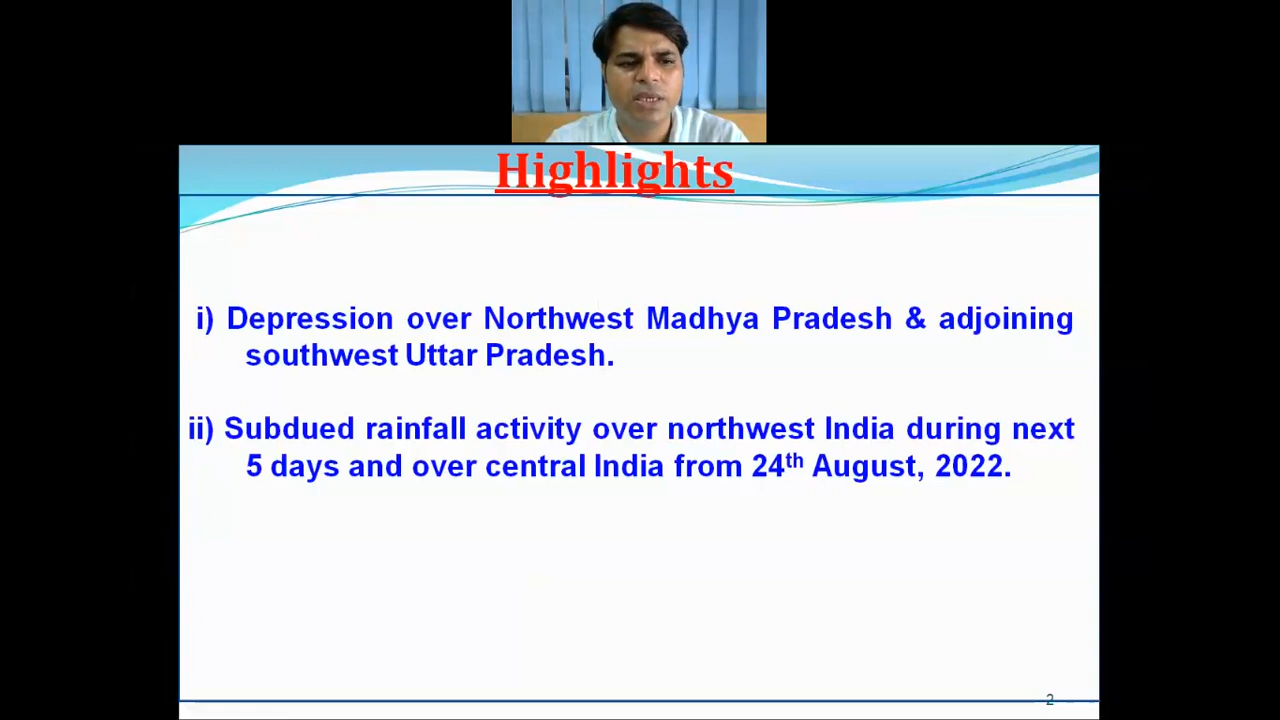 Highlights
i) Depression over Northwest Madhya Pradesh & adjoining
southwest Uttar Pradesh.
ii) Subdued rainfall activity over northwest India during next
5 days and over central India from 24th August, 2022.
2